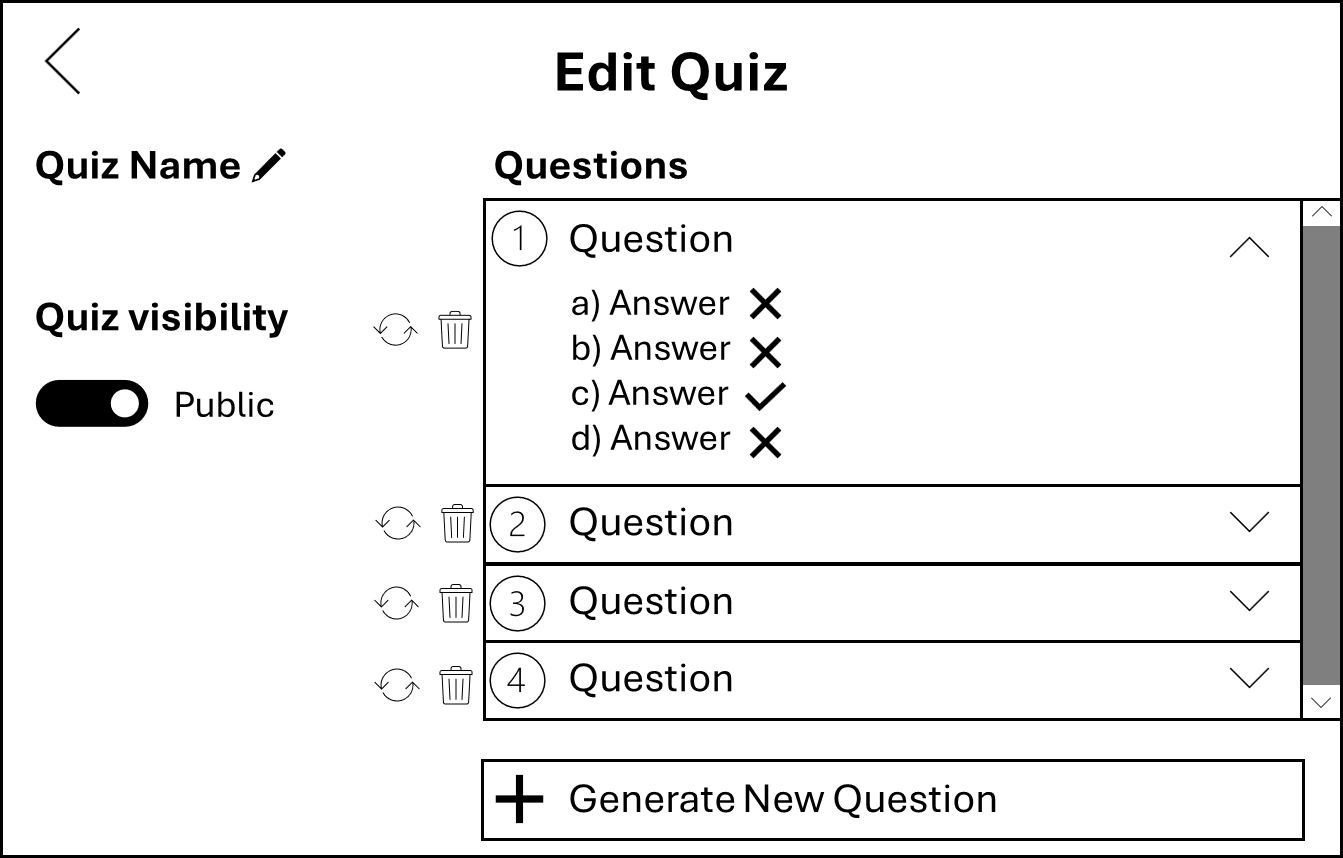 Edit Quiz
Quiz Name
Quiz visibility
Public
Questions
1 Question
a) Answer
b) Answer
c) Answer
d) Answer
2 Question
3 Question
4 Question
Generate New Question